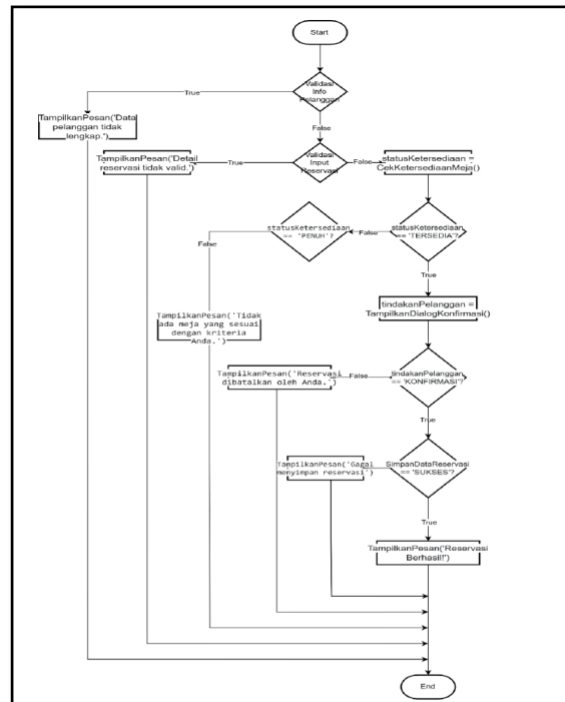 Start
Validasi
Info
Pelanggan
True
False
TampilkanPesan('Data
pelanggan tidak
lengkap.')
Validasi
Input
Reservasi
True
False
TampilkanPesan('Detail
reservasi tidak valid.')
statusKetersediaan =
CekKetersediaanMeja()
statusKetersediaan
== 'TERSEDIA'?
False
True
statusKetersediaan
== 'PENUH'?
False
TampilkanPesan('Tidak
ada meja yang sesuai
dengan kriteria
Anda.')
tindakanPelanggan =
TampilkanDialogKonfirmasi()
tindakanPelanggan
== 'KONFIRMASI'?
False
True
TampilkanPesan('Reservasi
dibatalkan oleh Anda.')
SimpanDataReservasi
== 'SUKSES'?
True
TampilkanPesan('Gagal
menyimpan reservasi')
TampilkanPesan('Reservasi
Berhasil!')
End